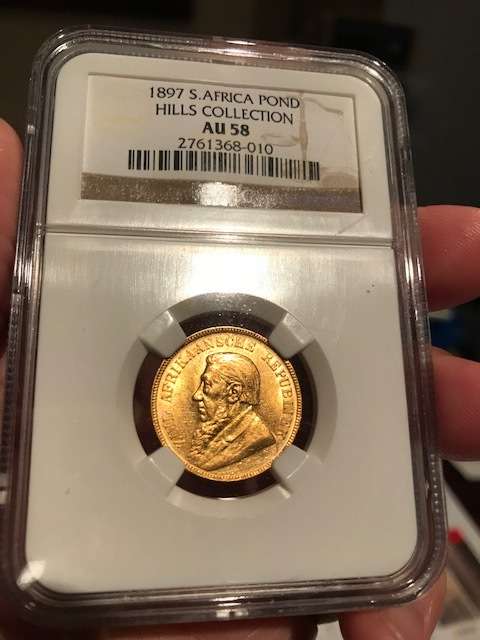 1897 S.AFRICA POND
HILLS COLLECTION
AU 58
2761368-010
AFRIKAANSCHE REPUBLIEK